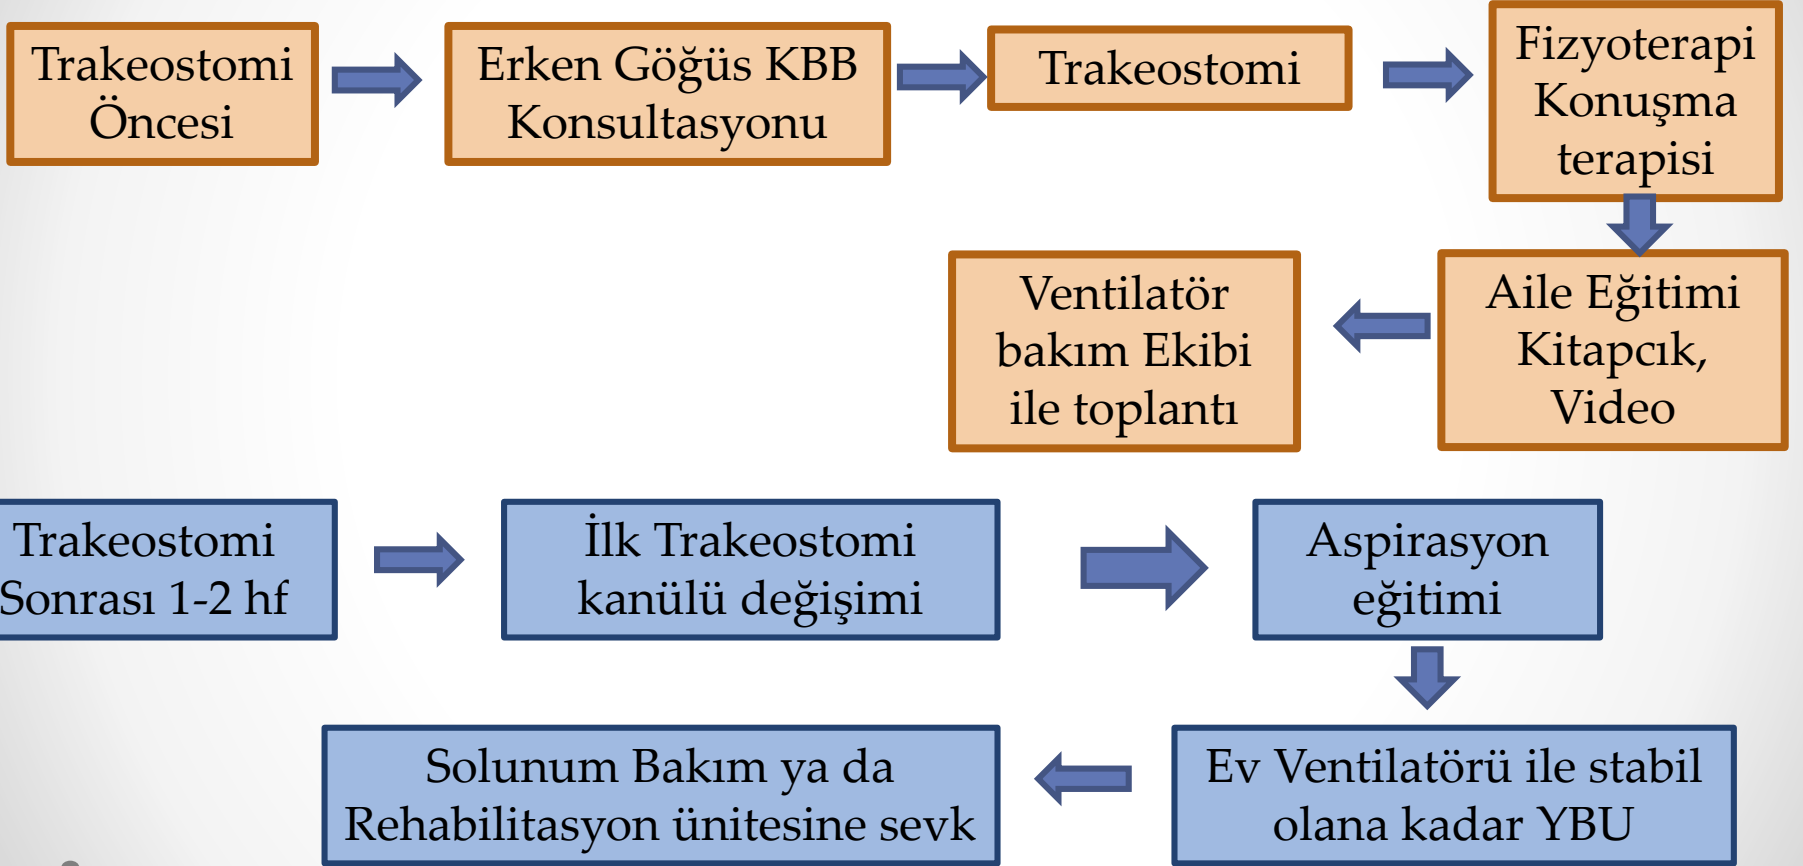 Trakeostomi
Öncesi
Erken Göğüs KBB
Konsultasyonu
Trakeostomi
Fizyoterapi
Konuşma
terapisi
Aile Eğitimi
Kitapcık,
Video
Ventilatör
bakım Ekibi
ile toplantı
Trakeostomi
Sonrası 1-2 hf
İlk Trakeostomi
kanülü değişimi
Aspirasyon
eğitimi
Ev Ventilatörü ile stabil
olana kadar YBU
Solunum Bakım ya da
Rehabilitasyon ünitesine sevk